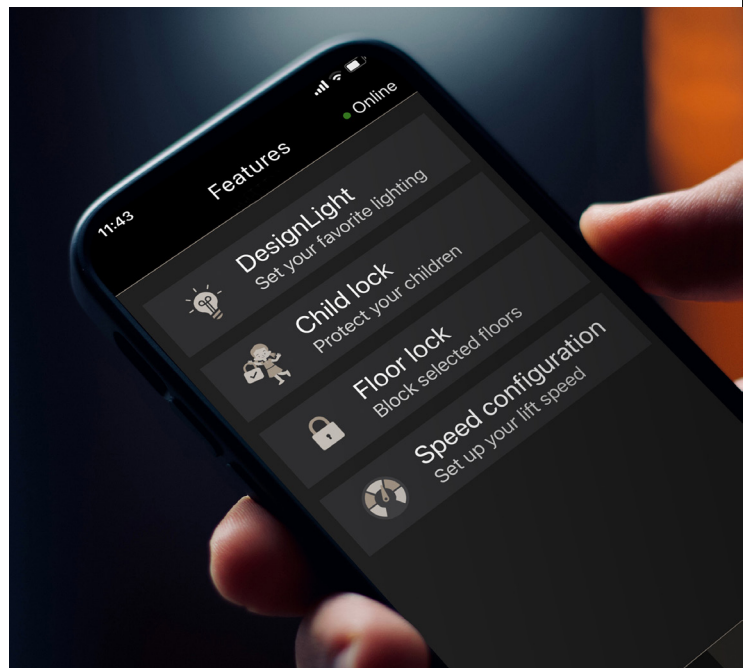 11:43
Features
Online
DesignLight
Set your favorite lighting
Child lock
Protect your children
Floor lock
Block selected floors
Speed configuration
Set up your lift speed